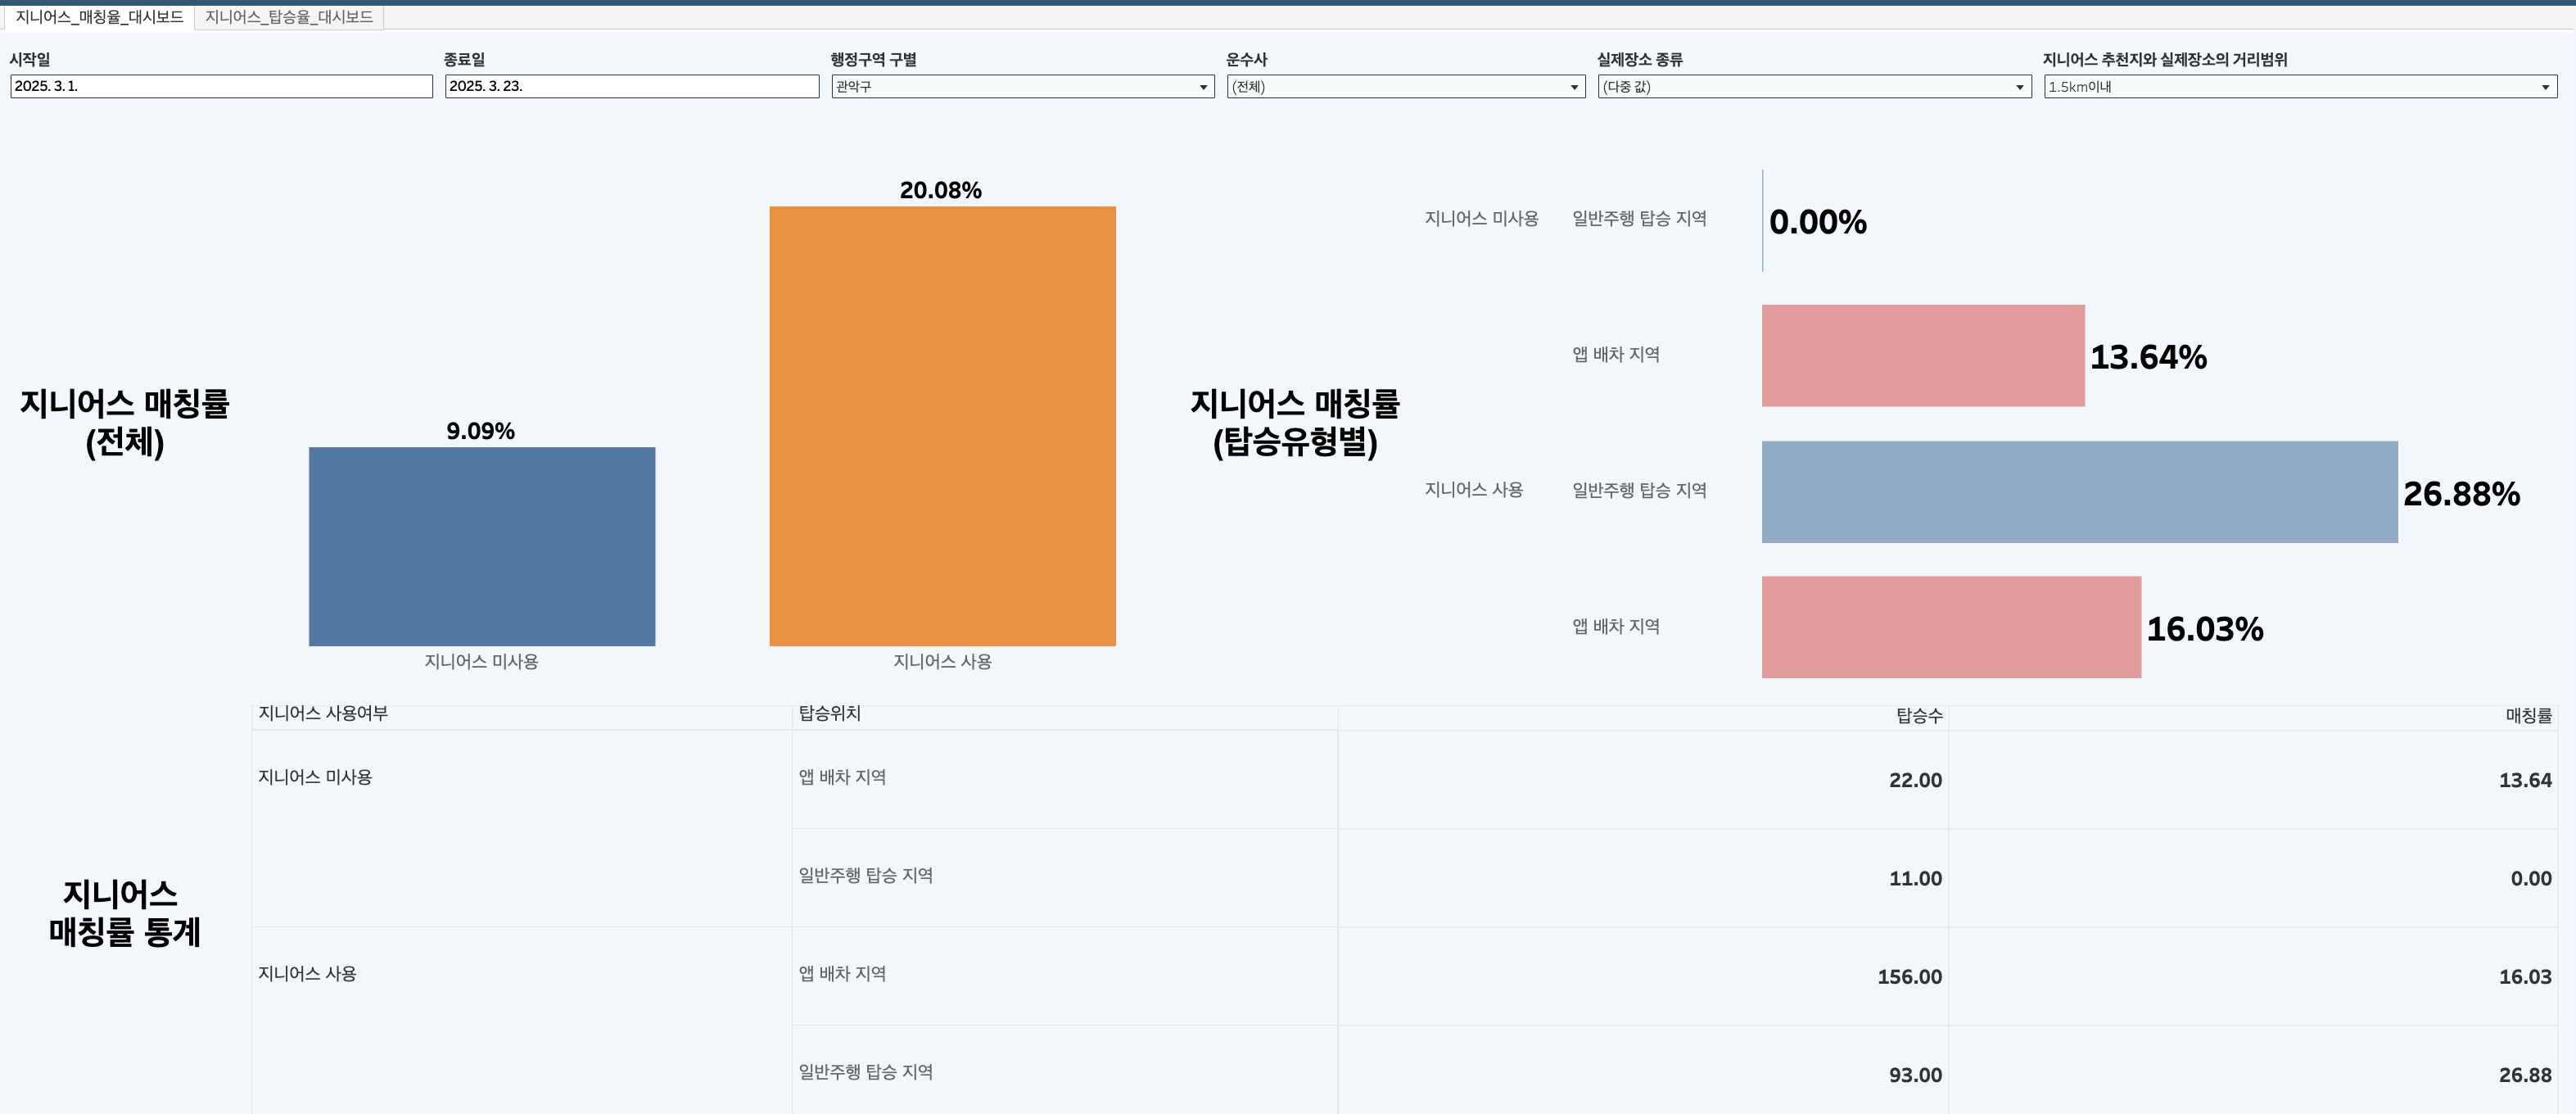 지니어스_매칭율_대시보드
지니어스_탑승율_대시보드
시작일
종료일
행정구역 구별
운수사
실제장소 종류
지니어스 추천지와 실제장소의 거리범위
2025. 3. 1.
2025. 3. 23.
관악구
(전체)
(다중 값)
1.5km이내
지니어스 매칭률
(전체)
9.09%
20.08%
지니어스 미사용
지니어스 사용
지니어스 매칭률
(탑승유형별)
지니어스 미사용
일반주행 탑승 지역
0.00%
앱 배차 지역
13.64%
지니어스 사용
일반주행 탑승 지역
26.88%
앱 배차 지역
16.03%
지니어스
매칭률 통계
지니어스 사용여부
탑승위치
탑승수
매칭률
지니어스 미사용
앱 배차 지역
22.00
13.64
일반주행 탑승 지역
11.00
0.00
지니어스 사용
앱 배차 지역
156.00
16.03
일반주행 탑승 지역
93.00
26.88